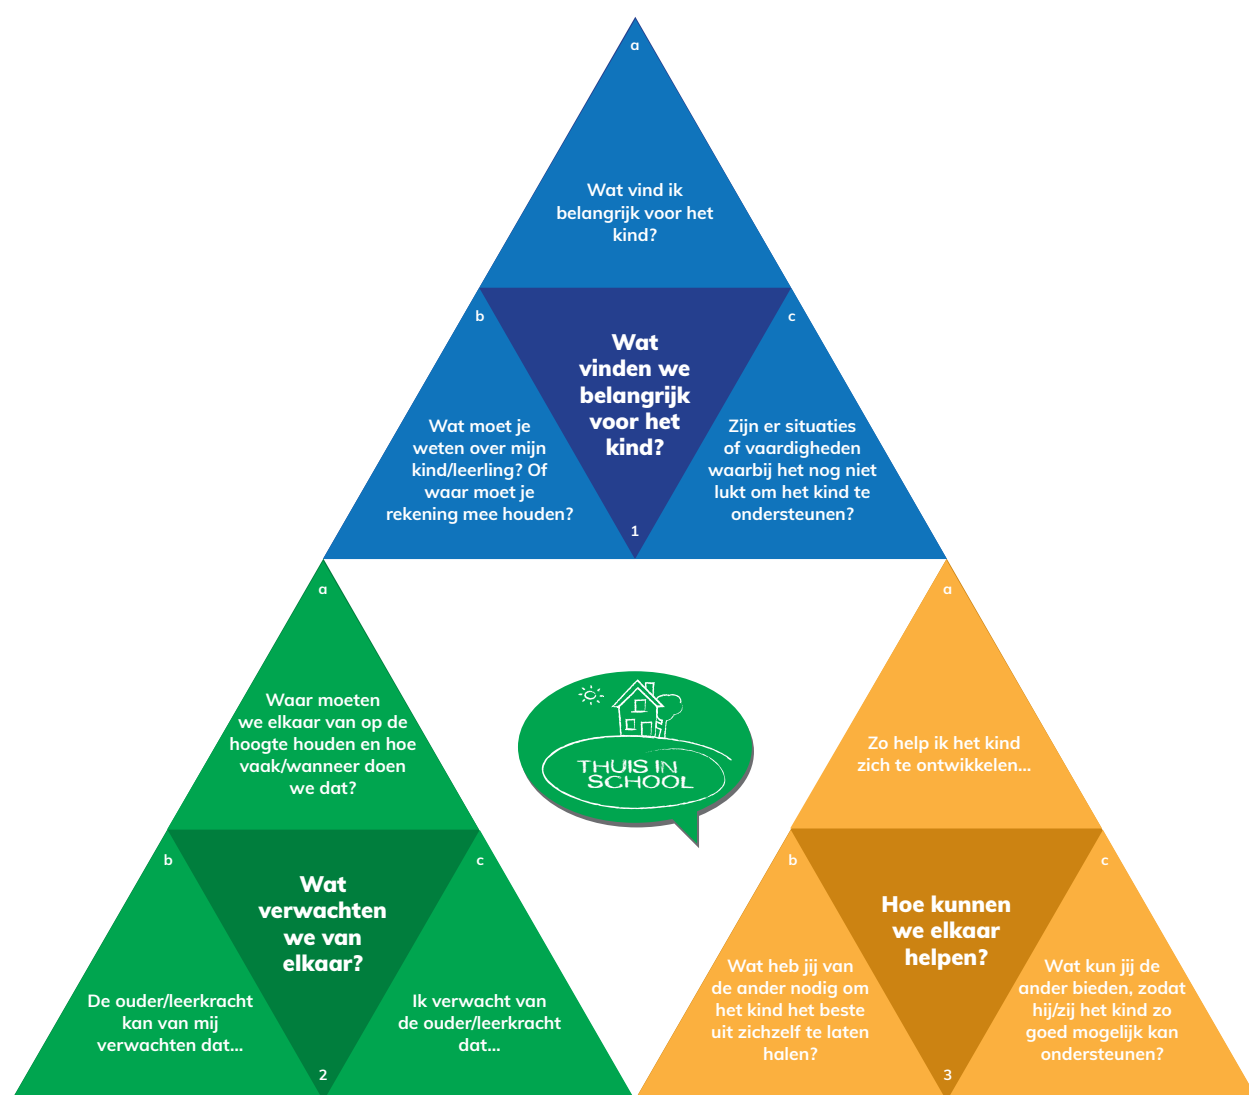 a
Wat vind ik
belangrijk voor het
kind?
b
c
Wat
vinden we
belangrijk
voor het
kind?
1
Wat moet je
weten over mijn
kind/leerling? Of
waar moet je
rekening mee houden?
Zijn er situaties
of vaardigheden
waarbij het nog niet
lukt om het kind te
ondersteunen?
a
Waar moeten
we elkaar van op de
hoogte houden en hoe
vaak/wanneer doen
we dat?
b
c
Wat
verwachten
we van
elkaar?
2
De ouder/leerkracht
kan van mij
verwachten dat...
Ik verwacht van
de ouder/leerkracht
dat...
THUIS IN
SCHOOL
a
Zo help ik het kind
zich te ontwikkelen...
b
c
Hoe kunnen
we elkaar
helpen?
3
Wat heb jij van
de ander nodig om
het kind het beste
uit zichzelf te laten
halen?
Wat kun jij de
ander bieden, zodat
hij/zij het kind zo
goed mogelijk kan
ondersteunen?